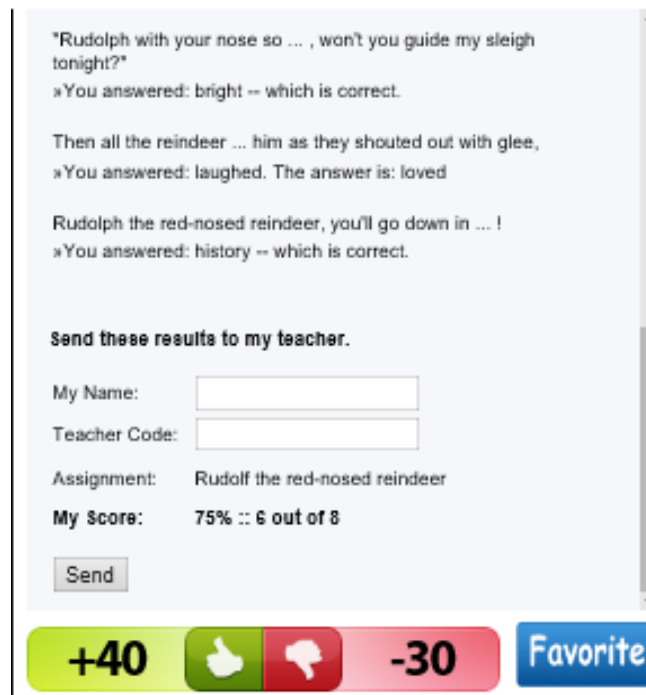 "Rudolph with your nose so ... , won't you guide my sleigh
tonight?"
»You answered: bright -- which is correct.
Then all the reindeer ... him as they shouted out with glee,
»You answered: laughed. The answer is: loved
Rudolph the red-nosed reindeer, you'll go down in ... !
»You answered: history -- which is correct.
Send these results to my teacher.
My Name:
Teacher Code:
Assignment: Rudolf the red-nosed reindeer
My Score: 75% :: 6 out of 8
Send
+40 -30 Favorite